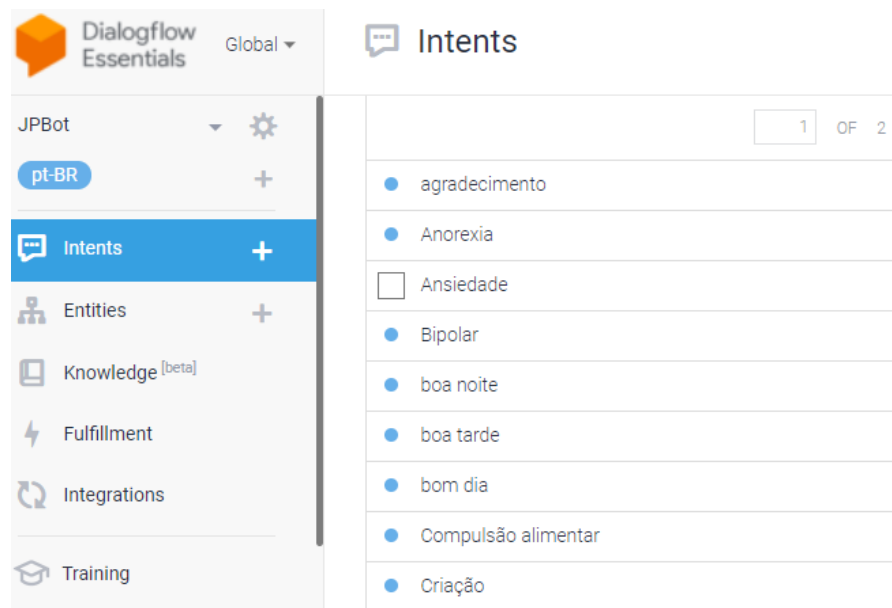 Dialogflow
Essentials
Global
Intents
JPBot
1 OF 2
pt-BR
agradecimento
Intents
Anorexia
Ansiedade
Entities
Bipolar
Knowledge [beta]
boa noite
Fulfillment
boa tarde
Integrations
bom dia
Compulsão alimentar
Training
Criação